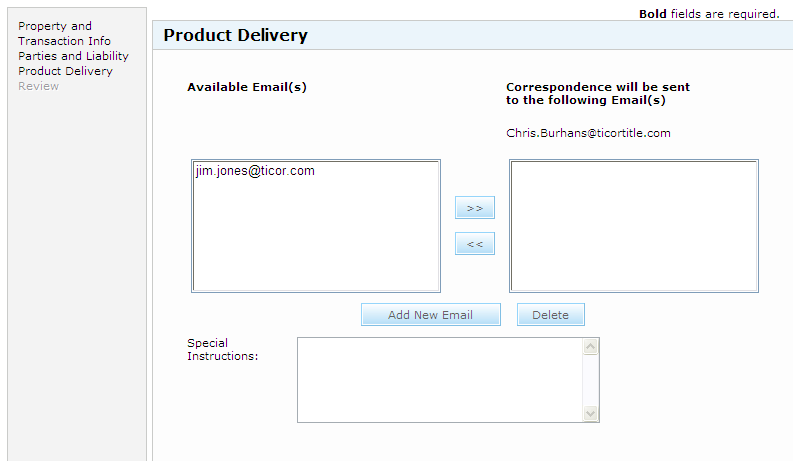 Bold fields are required.
Property and
Transaction Info
Parties and Liability
Product Delivery
Review
Product Delivery
Available Email(s)
Correspondence will be sent
to the following Email(s)
Chris.Burhans@ticortitle.com
jim.jones@ticor.com
>>
<<
Add New Email
Delete
Special
Instructions: